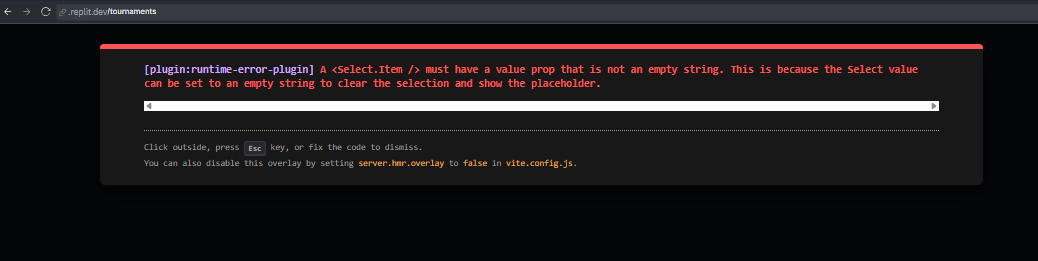 .replit.dev/tournaments
[plugin:runtime-error-plugin] A <Select.Item /> must have a value prop that is not an empty string. This is because the Select value
can be set to an empty string to clear the selection and show the placeholder.
Click outside, press Esc key, or fix the code to dismiss.
You can also disable this overlay by setting server.hmr.overlay to false in vite.config.js.